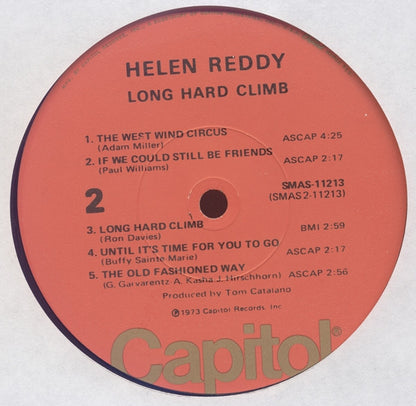 HELEN REDDY
LONG HARD CLIMB
1. THE WEST WIND CIRCUS ASCAP 4:25
(Adam Miller)
2. IF WE COULD STILL BE FRIENDS ASCAP 2:17
(Paul Williams)
2
SMAS-11213
(SMAS2-11213)
3. LONG HARD CLIMB BMI 2:59
(Ron Davies)
4. UNTIL IT'S TIME FOR YOU TO GO ASCAP 2:17
(Buffy Sainte-Marie)
5. THE OLD FASHIONED WAY ASCAP 2:56
(G. Garvarentz-A. Kasha-J. Hirschhorn)
Produced by Tom Catalano
℗1973 Capitol Records, Inc.
Capitol®